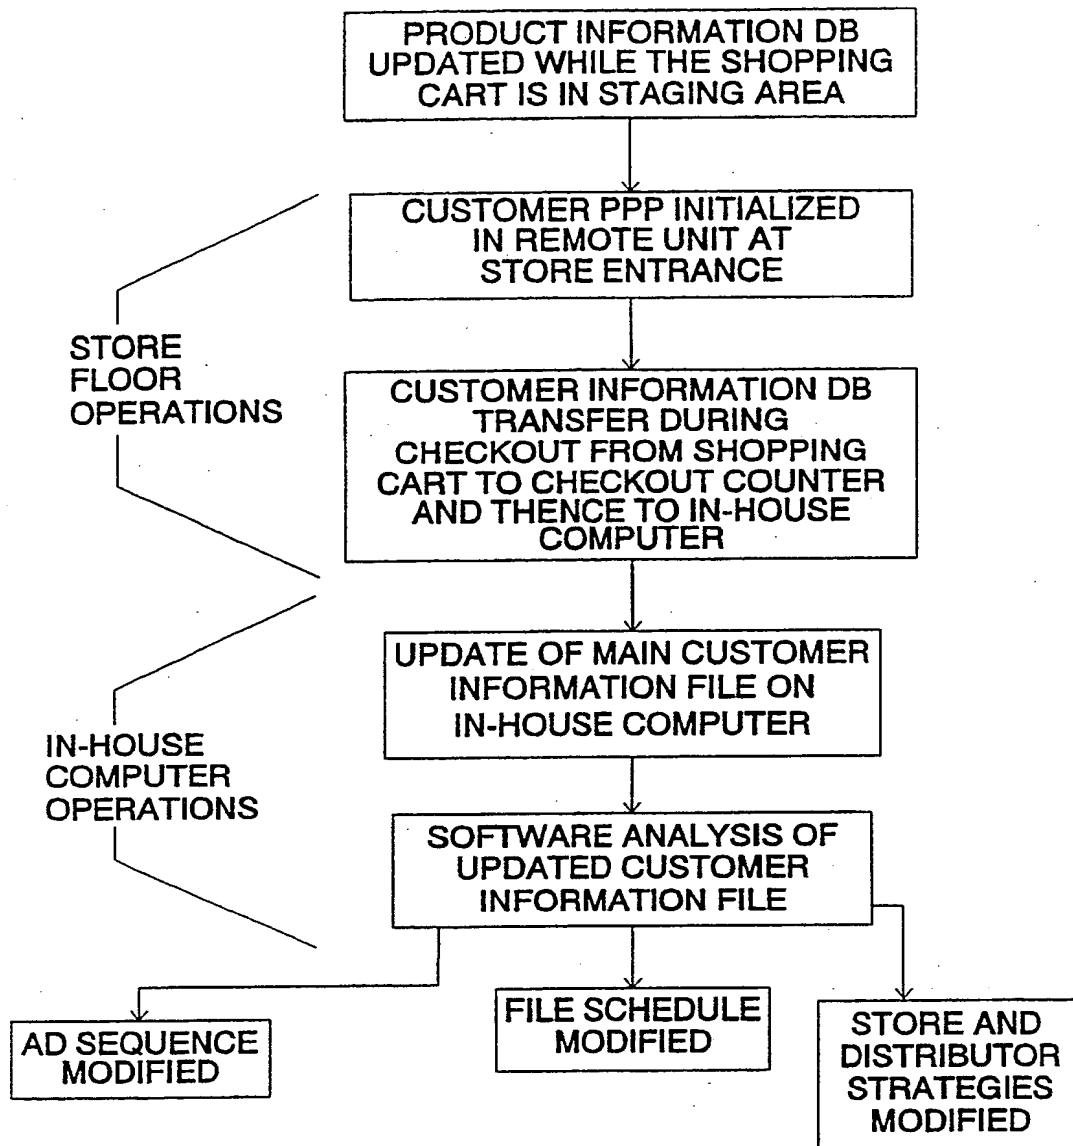 PRODUCT INFORMATION DB
UPDATED WHILE THE SHOPPING
CART IS IN STAGING AREA
CUSTOMER PPP INITIALIZED
IN REMOTE UNIT AT
STORE ENTRANCE
STORE
FLOOR
OPERATIONS
CUSTOMER INFORMATION DB
TRANSFER DURING
CHECKOUT FROM SHOPPING
CART TO CHECKOUT COUNTER
AND THENCE TO IN-HOUSE
COMPUTER
UPDATE OF MAIN CUSTOMER
INFORMATION FILE ON
IN-HOUSE COMPUTER
IN-HOUSE
COMPUTER
OPERATIONS
SOFTWARE ANALYSIS OF
UPDATED CUSTOMER
INFORMATION FILE
AD SEQUENCE
MODIFIED
FILE SCHEDULE
MODIFIED
STORE AND
DISTRIBUTOR
STRATEGIES
MODIFIED